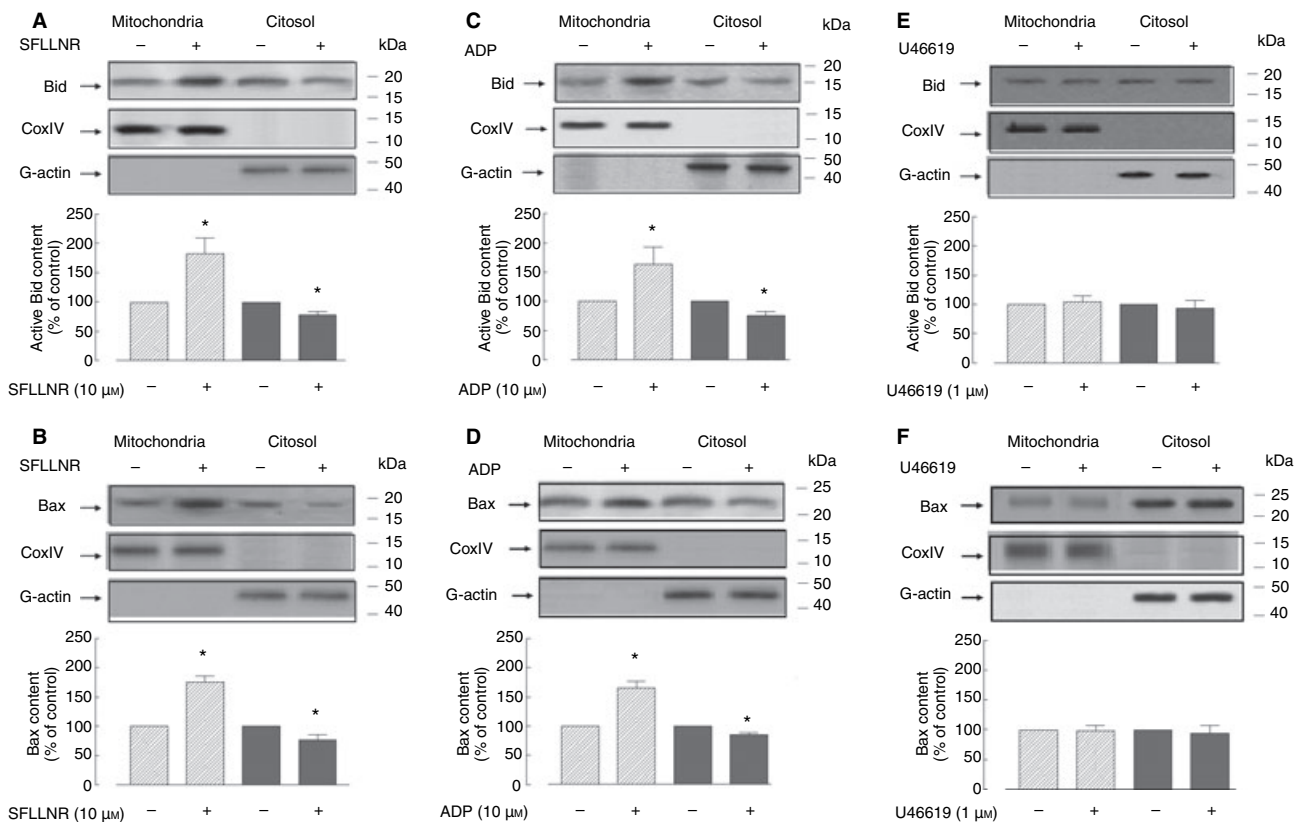 A
Mitochondria Citosol
SFLLNR – + – + kDa
Bid 20
15
CoxIV 15
10
G-actin 50
40
Active Bid content
(% of control)
250
200
150
100
50
0
* *
SFLLNR (10 µM) – + – +
C
Mitochondria Citosol
ADP – + – + kDa
Bid 20
15
CoxIV 15
10
G-actin 50
40
Active Bid content
(% of control)
250
200
150
100
50
0
* *
ADP (10 µM) – + – +
E
Mitochondria Citosol
U46619 – + – + kDa
Bid 20
15
CoxIV 15
10
G-actin 50
40
Active Bid content
(% of control)
250
200
150
100
50
0
U46619 (1 µM) – + – +
B
Mitochondria Citosol
SFLLNR – + – + kDa
Bax 20
15
CoxIV 15
10
G-actin 50
40
Bax content
(% of control)
250
200
150
100
50
0
* *
SFLLNR (10 µM) – + – +
D
Mitochondria Citosol
ADP – + – + kDa
Bax 25
20
CoxIV 15
10
G-actin 50
40
Bax content
(% of control)
250
200
150
100
50
0
* *
ADP (10 µM) – + – +
F
Mitochondria Citosol
U46619 – + – + kDa
Bax 25
20
CoxIV 15
10
G-actin 50
40
Bax content
(% of control)
250
200
150
100
50
0
U46619 (1 µM) – + – +